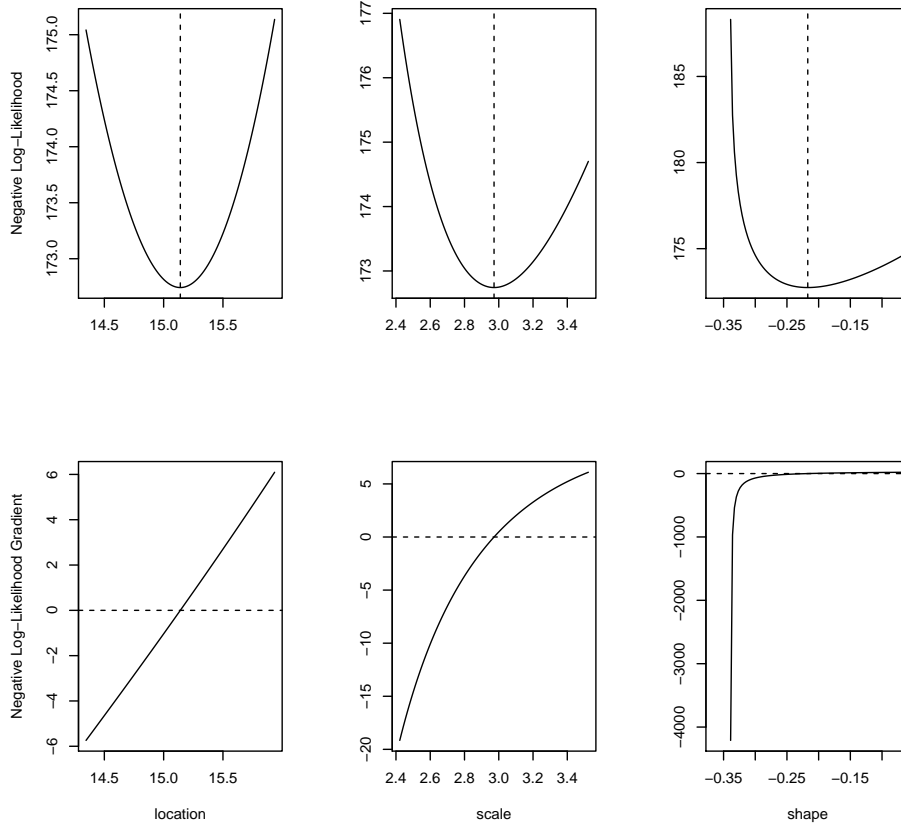 Negative Log−Likelihood
175.0
174.5
174.0
173.5
173.0
14.5 15.0 15.5
177
176
175
174
173
2.4 2.6 2.8 3.0 3.2 3.4
185
180
175
−0.35 −0.25 −0.15
Negative Log−Likelihood Gradient
6
4
2
0
−2
−4
−6
14.5 15.0 15.5
location
5
0
−5
−10
−15
−20
2.4 2.6 2.8 3.0 3.2 3.4
scale
0
−1000
−2000
−3000
−4000
−0.35 −0.25 −0.15
shape